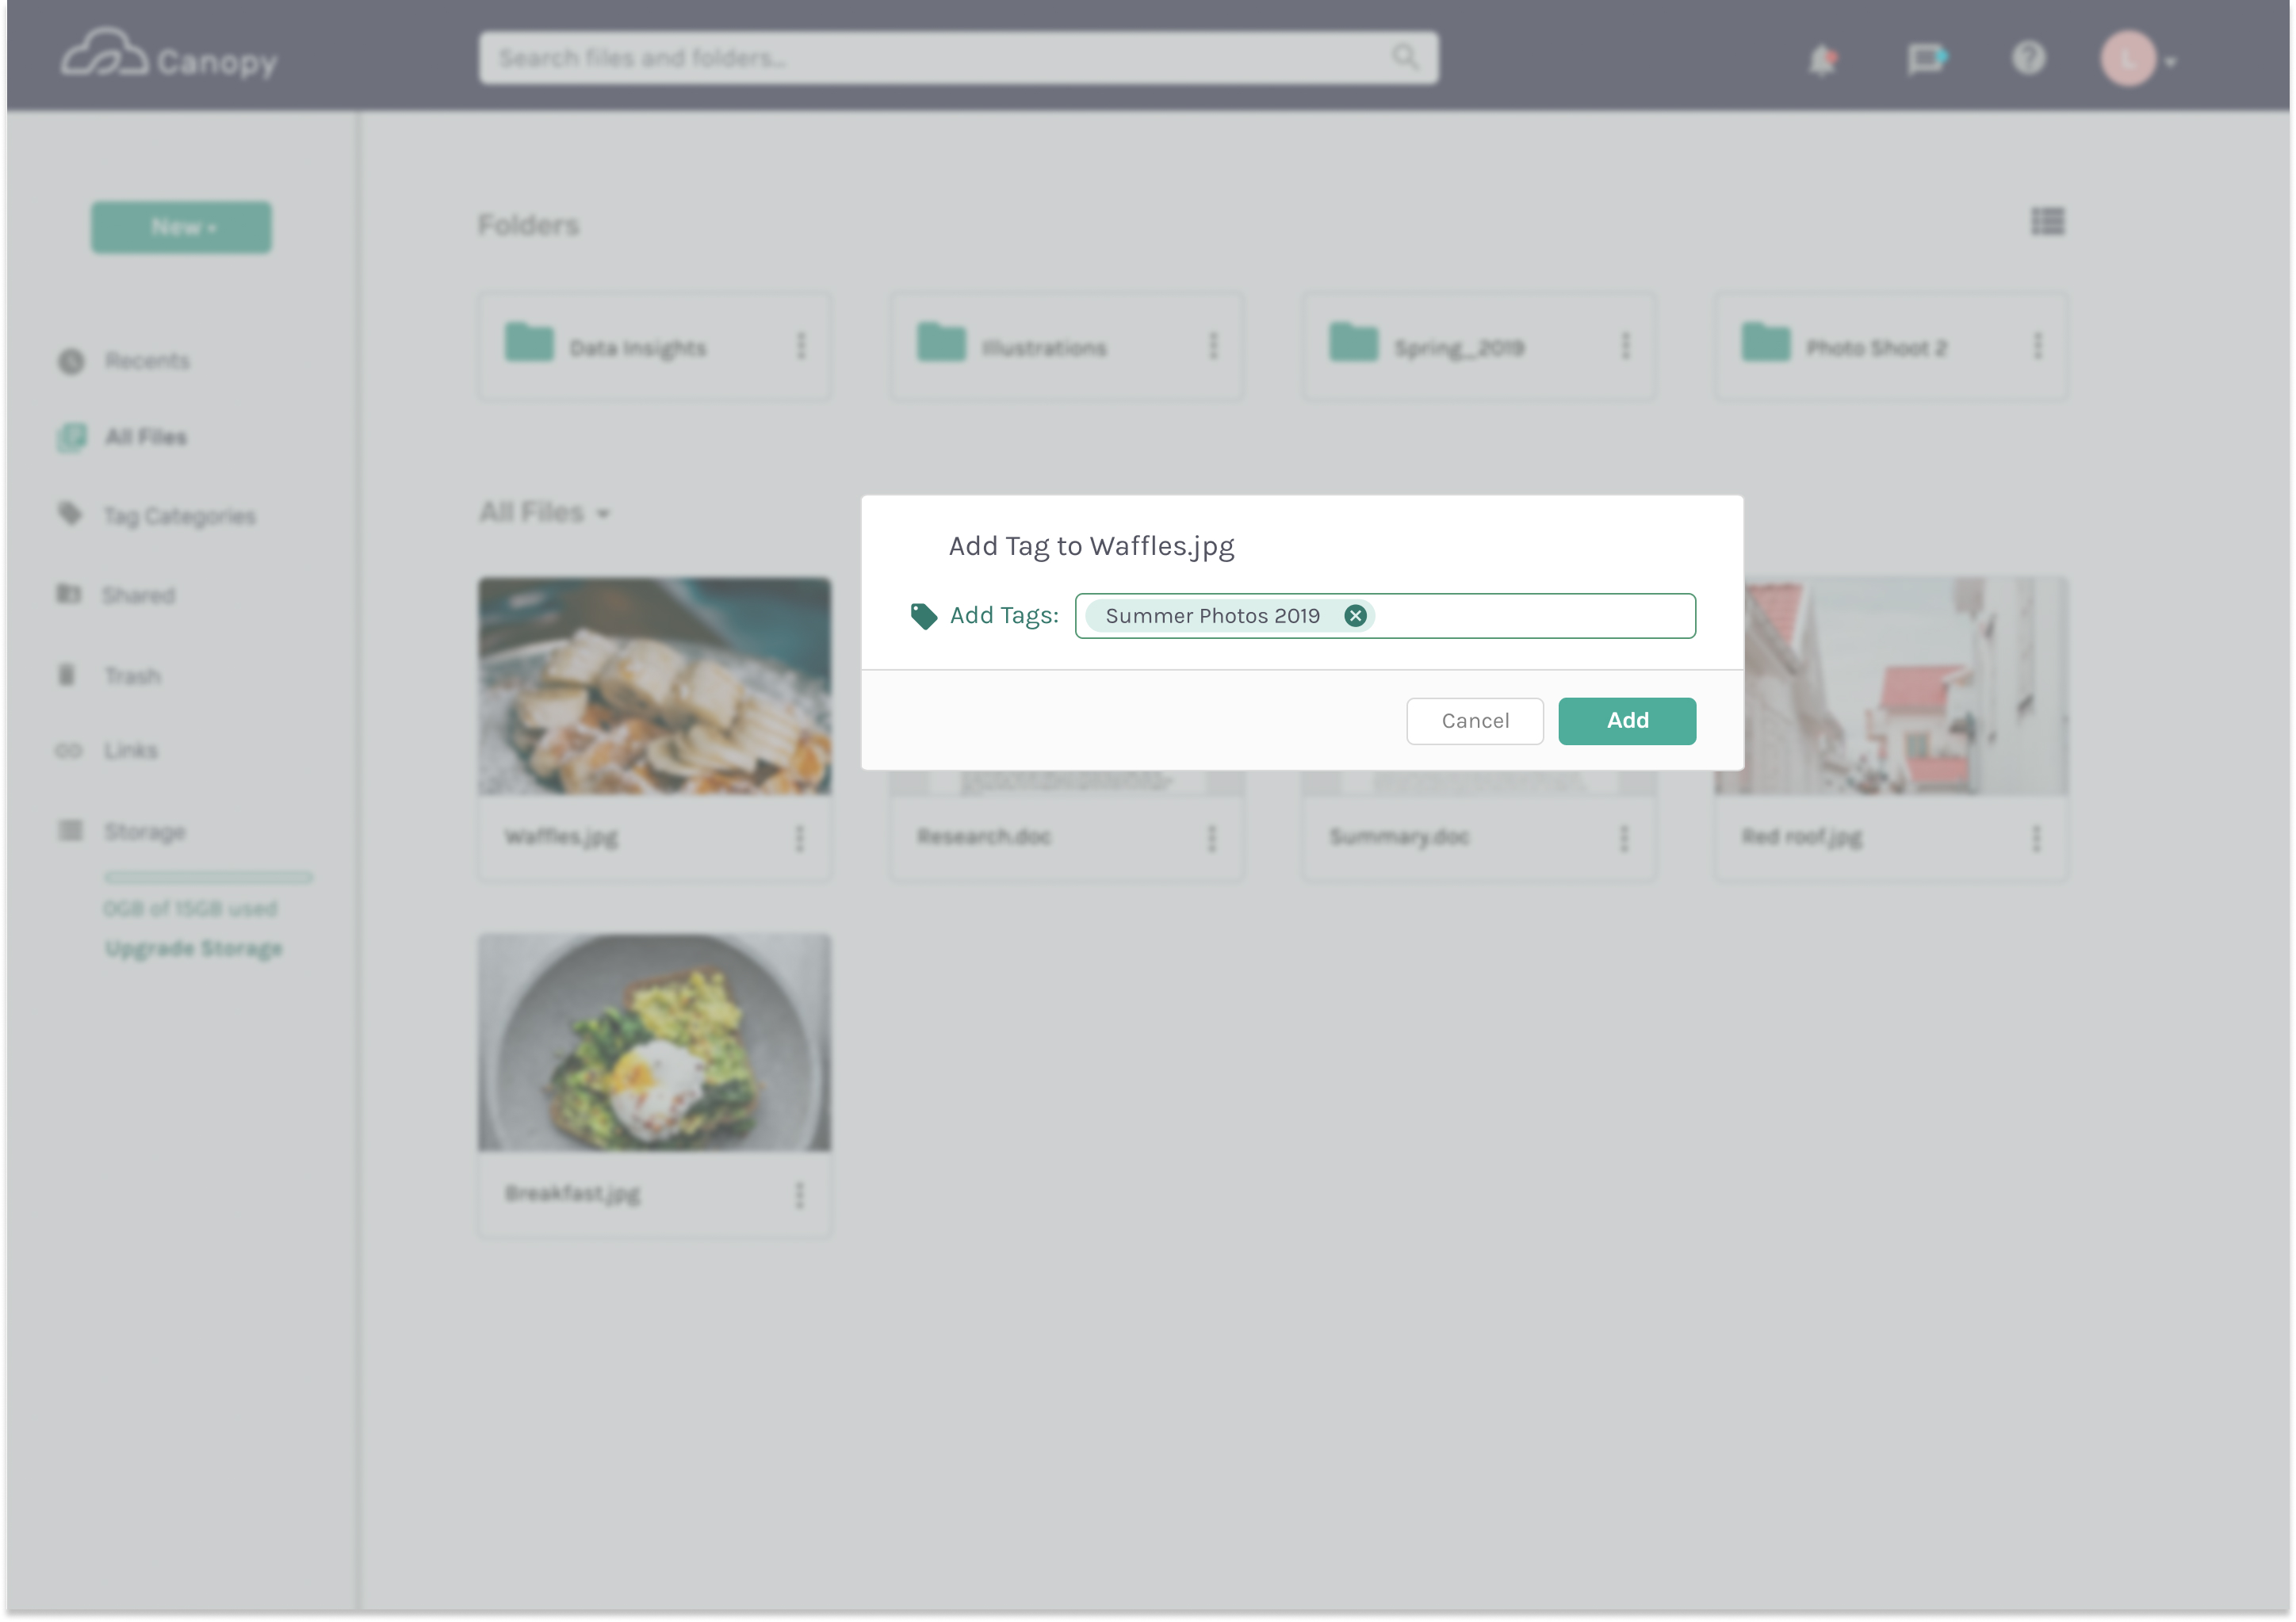 Canopy
Search files and folders...
L
New
Folders
Data Insights
Illustrations
Spring_2019
Photo Shoot 2
Recents
All Files
Tag Categories
Shared
Trash
Links
Storage
0GB of 15GB used
Upgrade Storage
All Files
Add Tag to Waffles.jpg
Add Tags: Summer Photos 2019
Cancel Add
Waffles.jpg
Research.doc
Summary.doc
Red roof.jpg
Breakfast.jpg